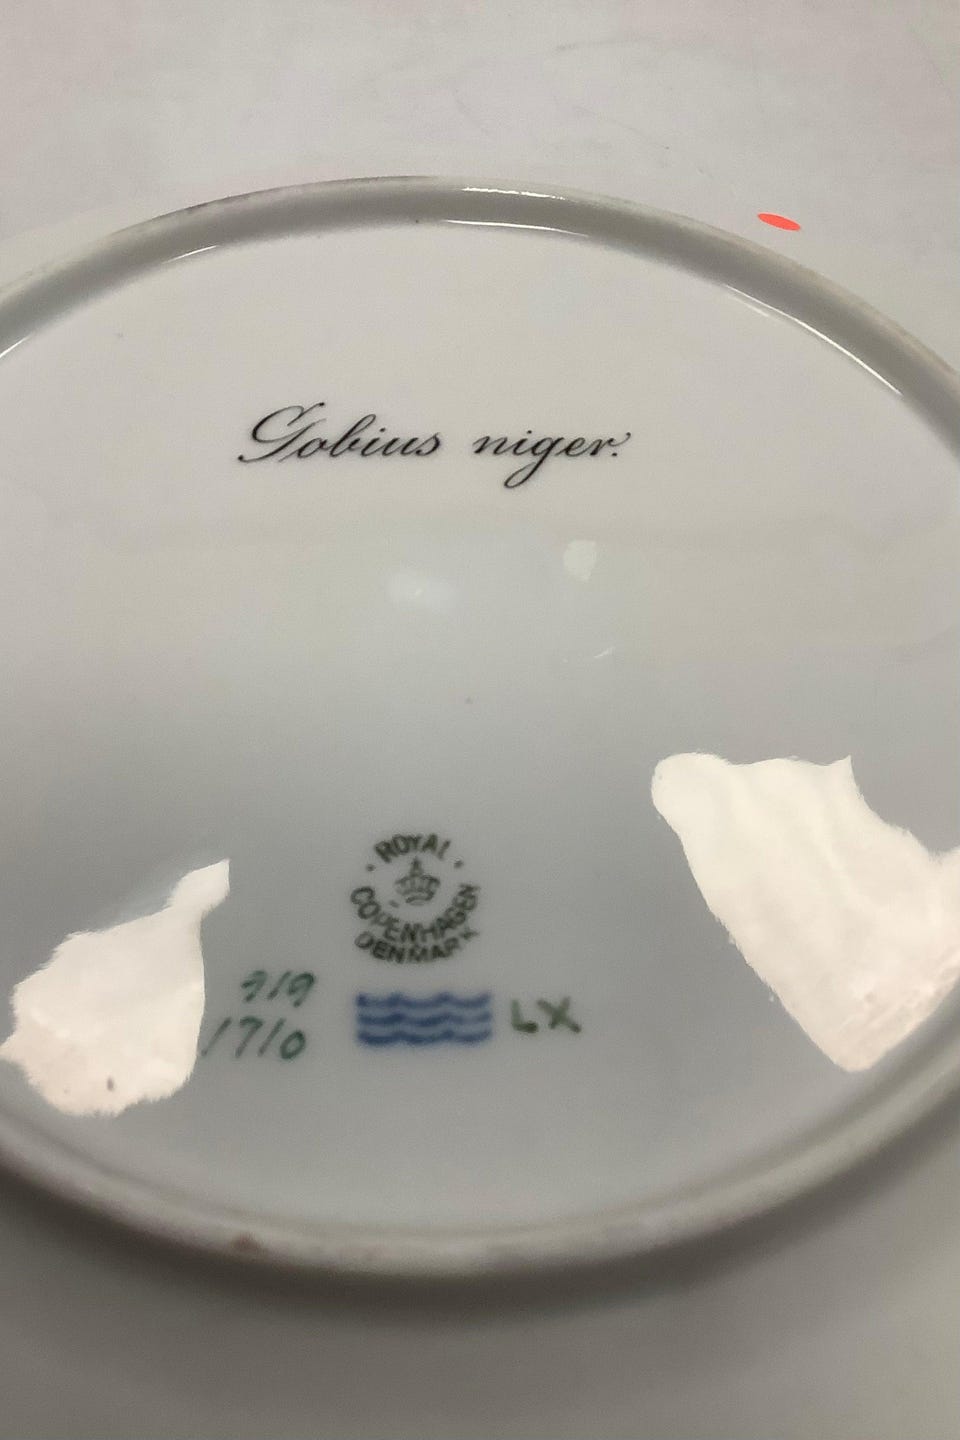 Gobius niger.
ROYAL
COPENHAGEN
DENMARK
919
1710
LX